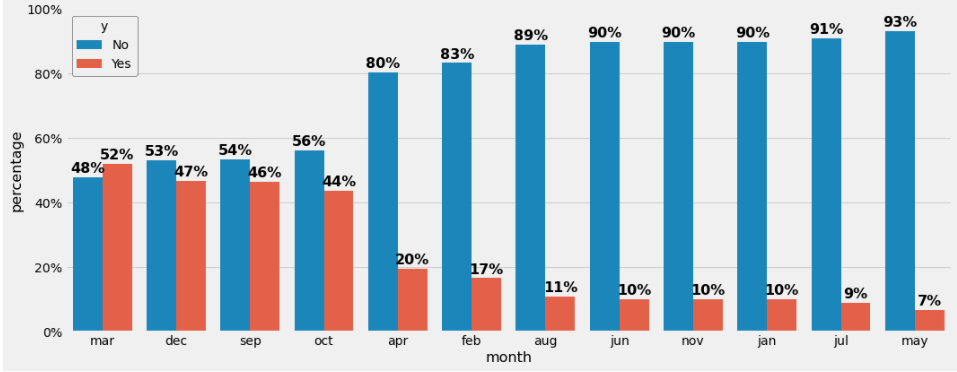 100%
80%
60%
40%
20%
0%
percentage
y
No
Yes
48% 52% 53% 47% 54% 46% 56% 44% 80% 20% 83% 17% 89% 11% 90% 10% 90% 10% 90% 10% 91% 9% 93% 7%
mar dec sep oct apr feb aug jun nov jan jul may
month